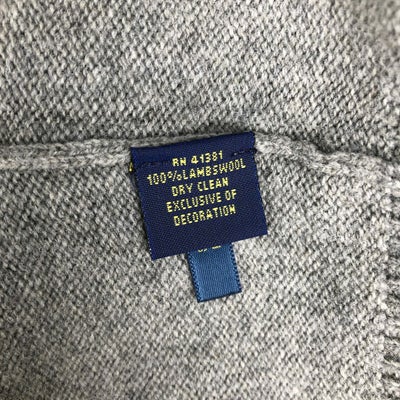 RN 41381
100% LAMBSWOOL
DRY CLEAN
EXCLUSIVE OF
DECORATION